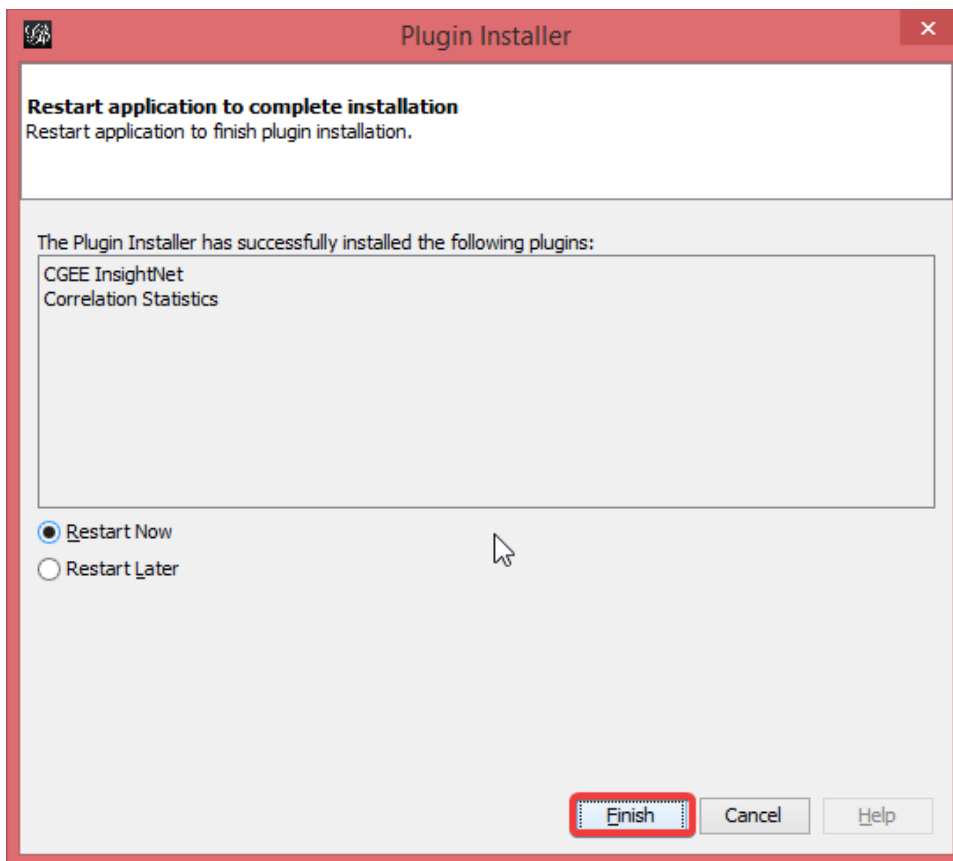 Plugin Installer
Restart application to complete installation
Restart application to finish plugin installation.
The Plugin Installer has successfully installed the following plugins:
CGEE InsightNet
Correlation Statistics
Restart Now
Restart Later
Finish
Cancel
Help